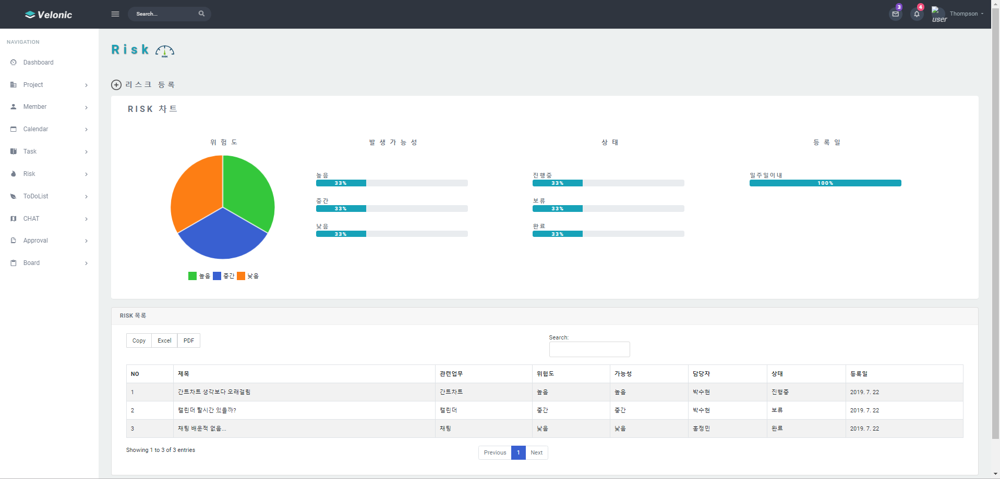 Velonic
Search...
3
4
user
Thompson
NAVIGATION
Dashboard
Project
Member
Calendar
Task
Risk
ToDoList
CHAT
Approval
Board
Risk
RISK
리스크 등록
RISK 차트
위험도
높음 중간 낮음
발생가능성
높음
33%
중간
33%
낮음
33%
상태
진행중
33%
보류
33%
완료
33%
등록일
일주일이내
100%
RISK 목록
Copy Excel PDF
Search:
NO 제목 관련업무 위험도 가능성 담당자 상태 등록일
1 간트차트 생각보다 오래걸림 간트차트 높음 높음 박수현 진행중 2019. 7. 22
2 캘린더 할시간 있을까? 캘린더 중간 중간 박수현 보류 2019. 7. 22
3 채팅 배운적 없음... 채팅 낮음 낮음 홍정민 완료 2019. 7. 22
Showing 1 to 3 of 3 entries
Previous 1 Next